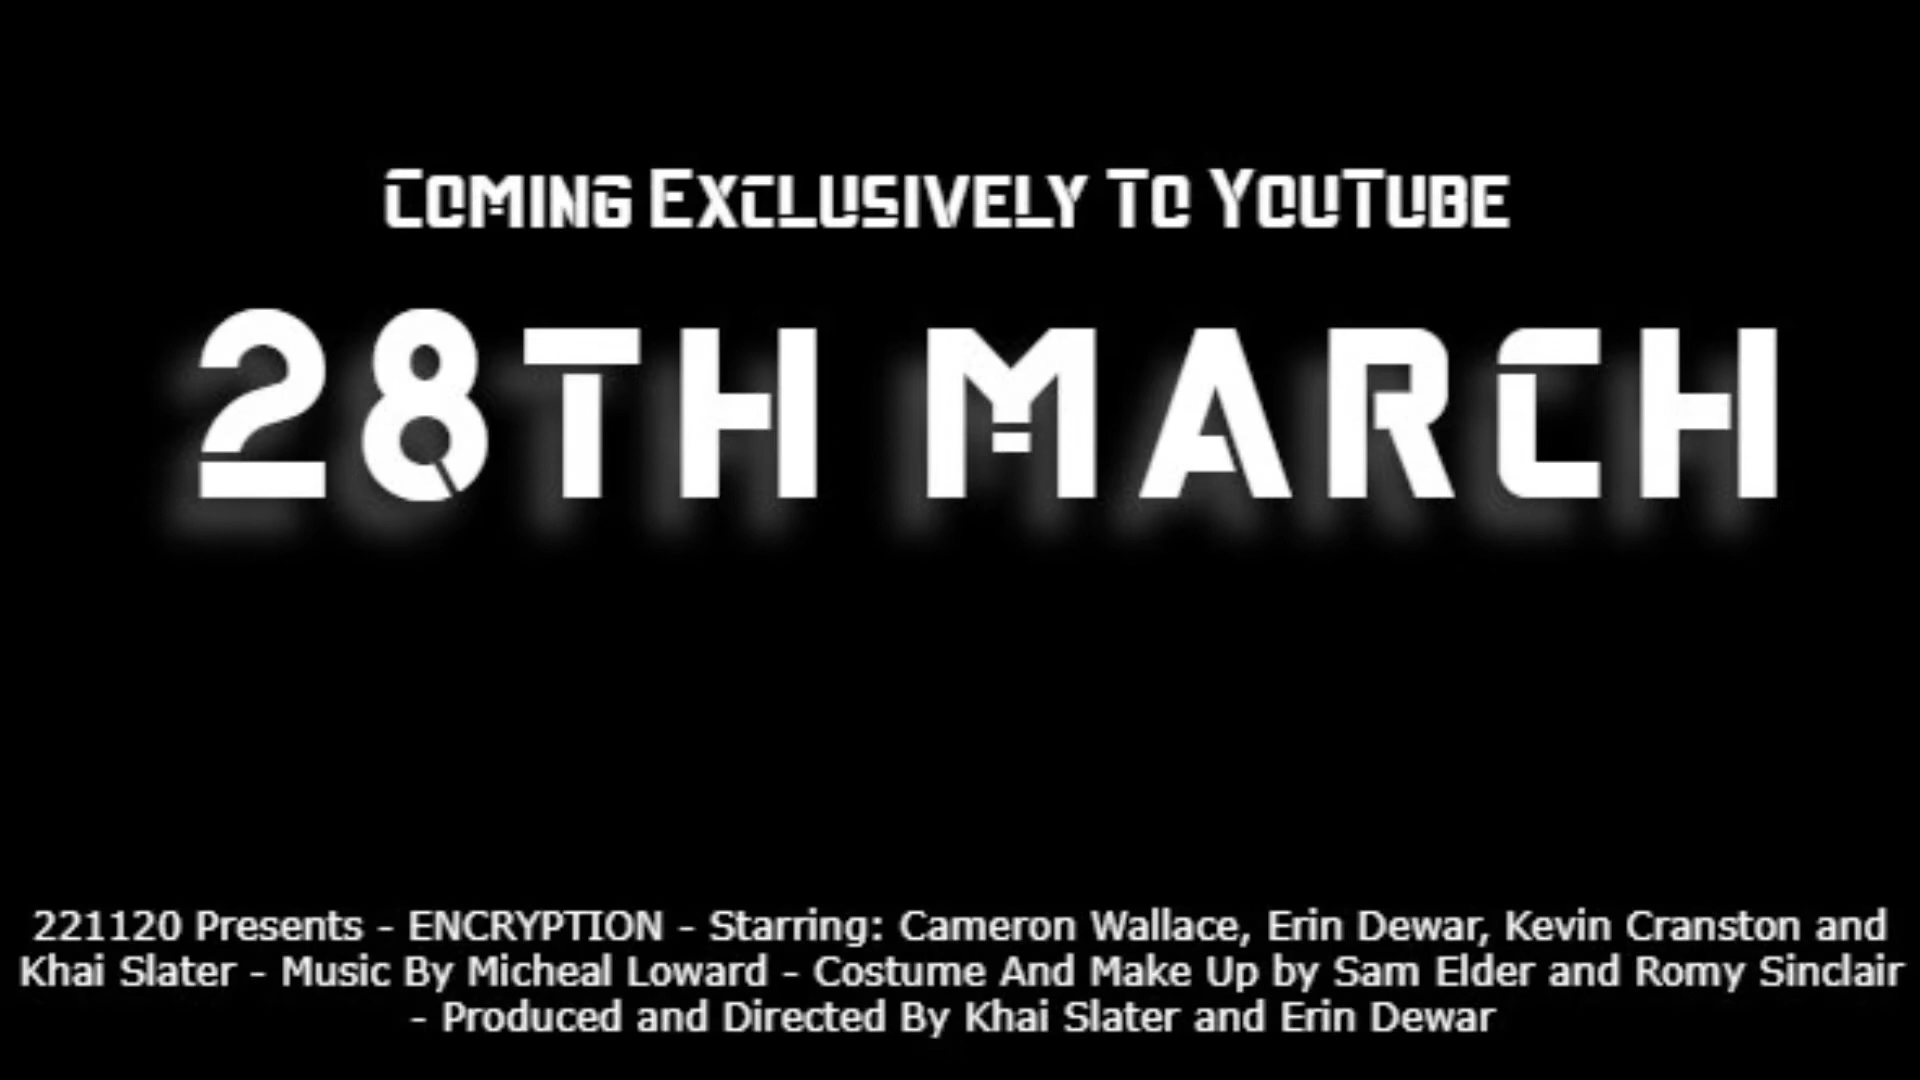 Coming Exclusively To YouTube
28TH MARCH
221120 Presents - ENCRYPTION - Starring: Cameron Wallace, Erin Dewar, Kevin Cranston and
Khai Slater - Music By Micheal Loward - Costume And Make Up by Sam Elder and Romy Sinclair
- Produced and Directed By Khai Slater and Erin Dewar